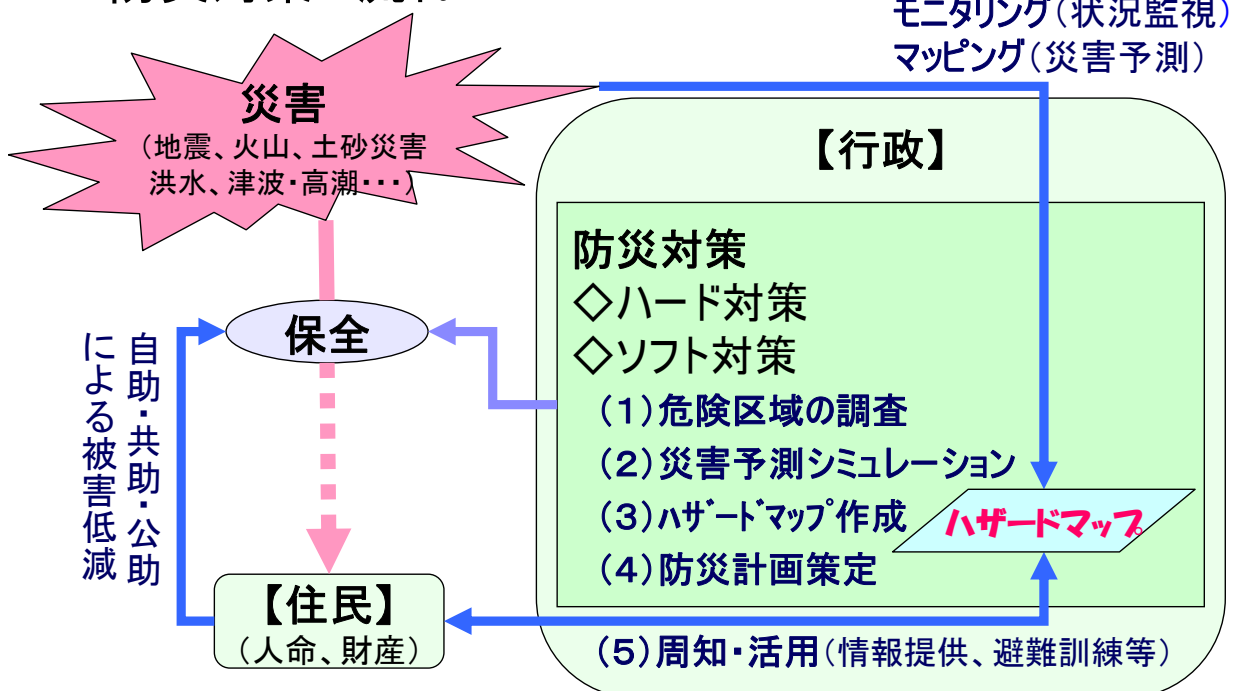 モニタリング(状況監視)
マッピング(災害予測)
災害
(地震、火山、土砂災害
洪水、津波・高潮・・・)
【行政】
防災対策
◇ハード対策
◇ソフト対策
(1)危険区域の調査
(2)災害予測シミュレーション
(3)ﾊｻﾞｰﾄﾞﾏｯﾌﾟ作成
(4)防災計画策定
ハザードマップ
(5)周知・活用(情報提供、避難訓練等)
保全
自助・共助・公助
による被害低減
【住民】
(人命、財産)